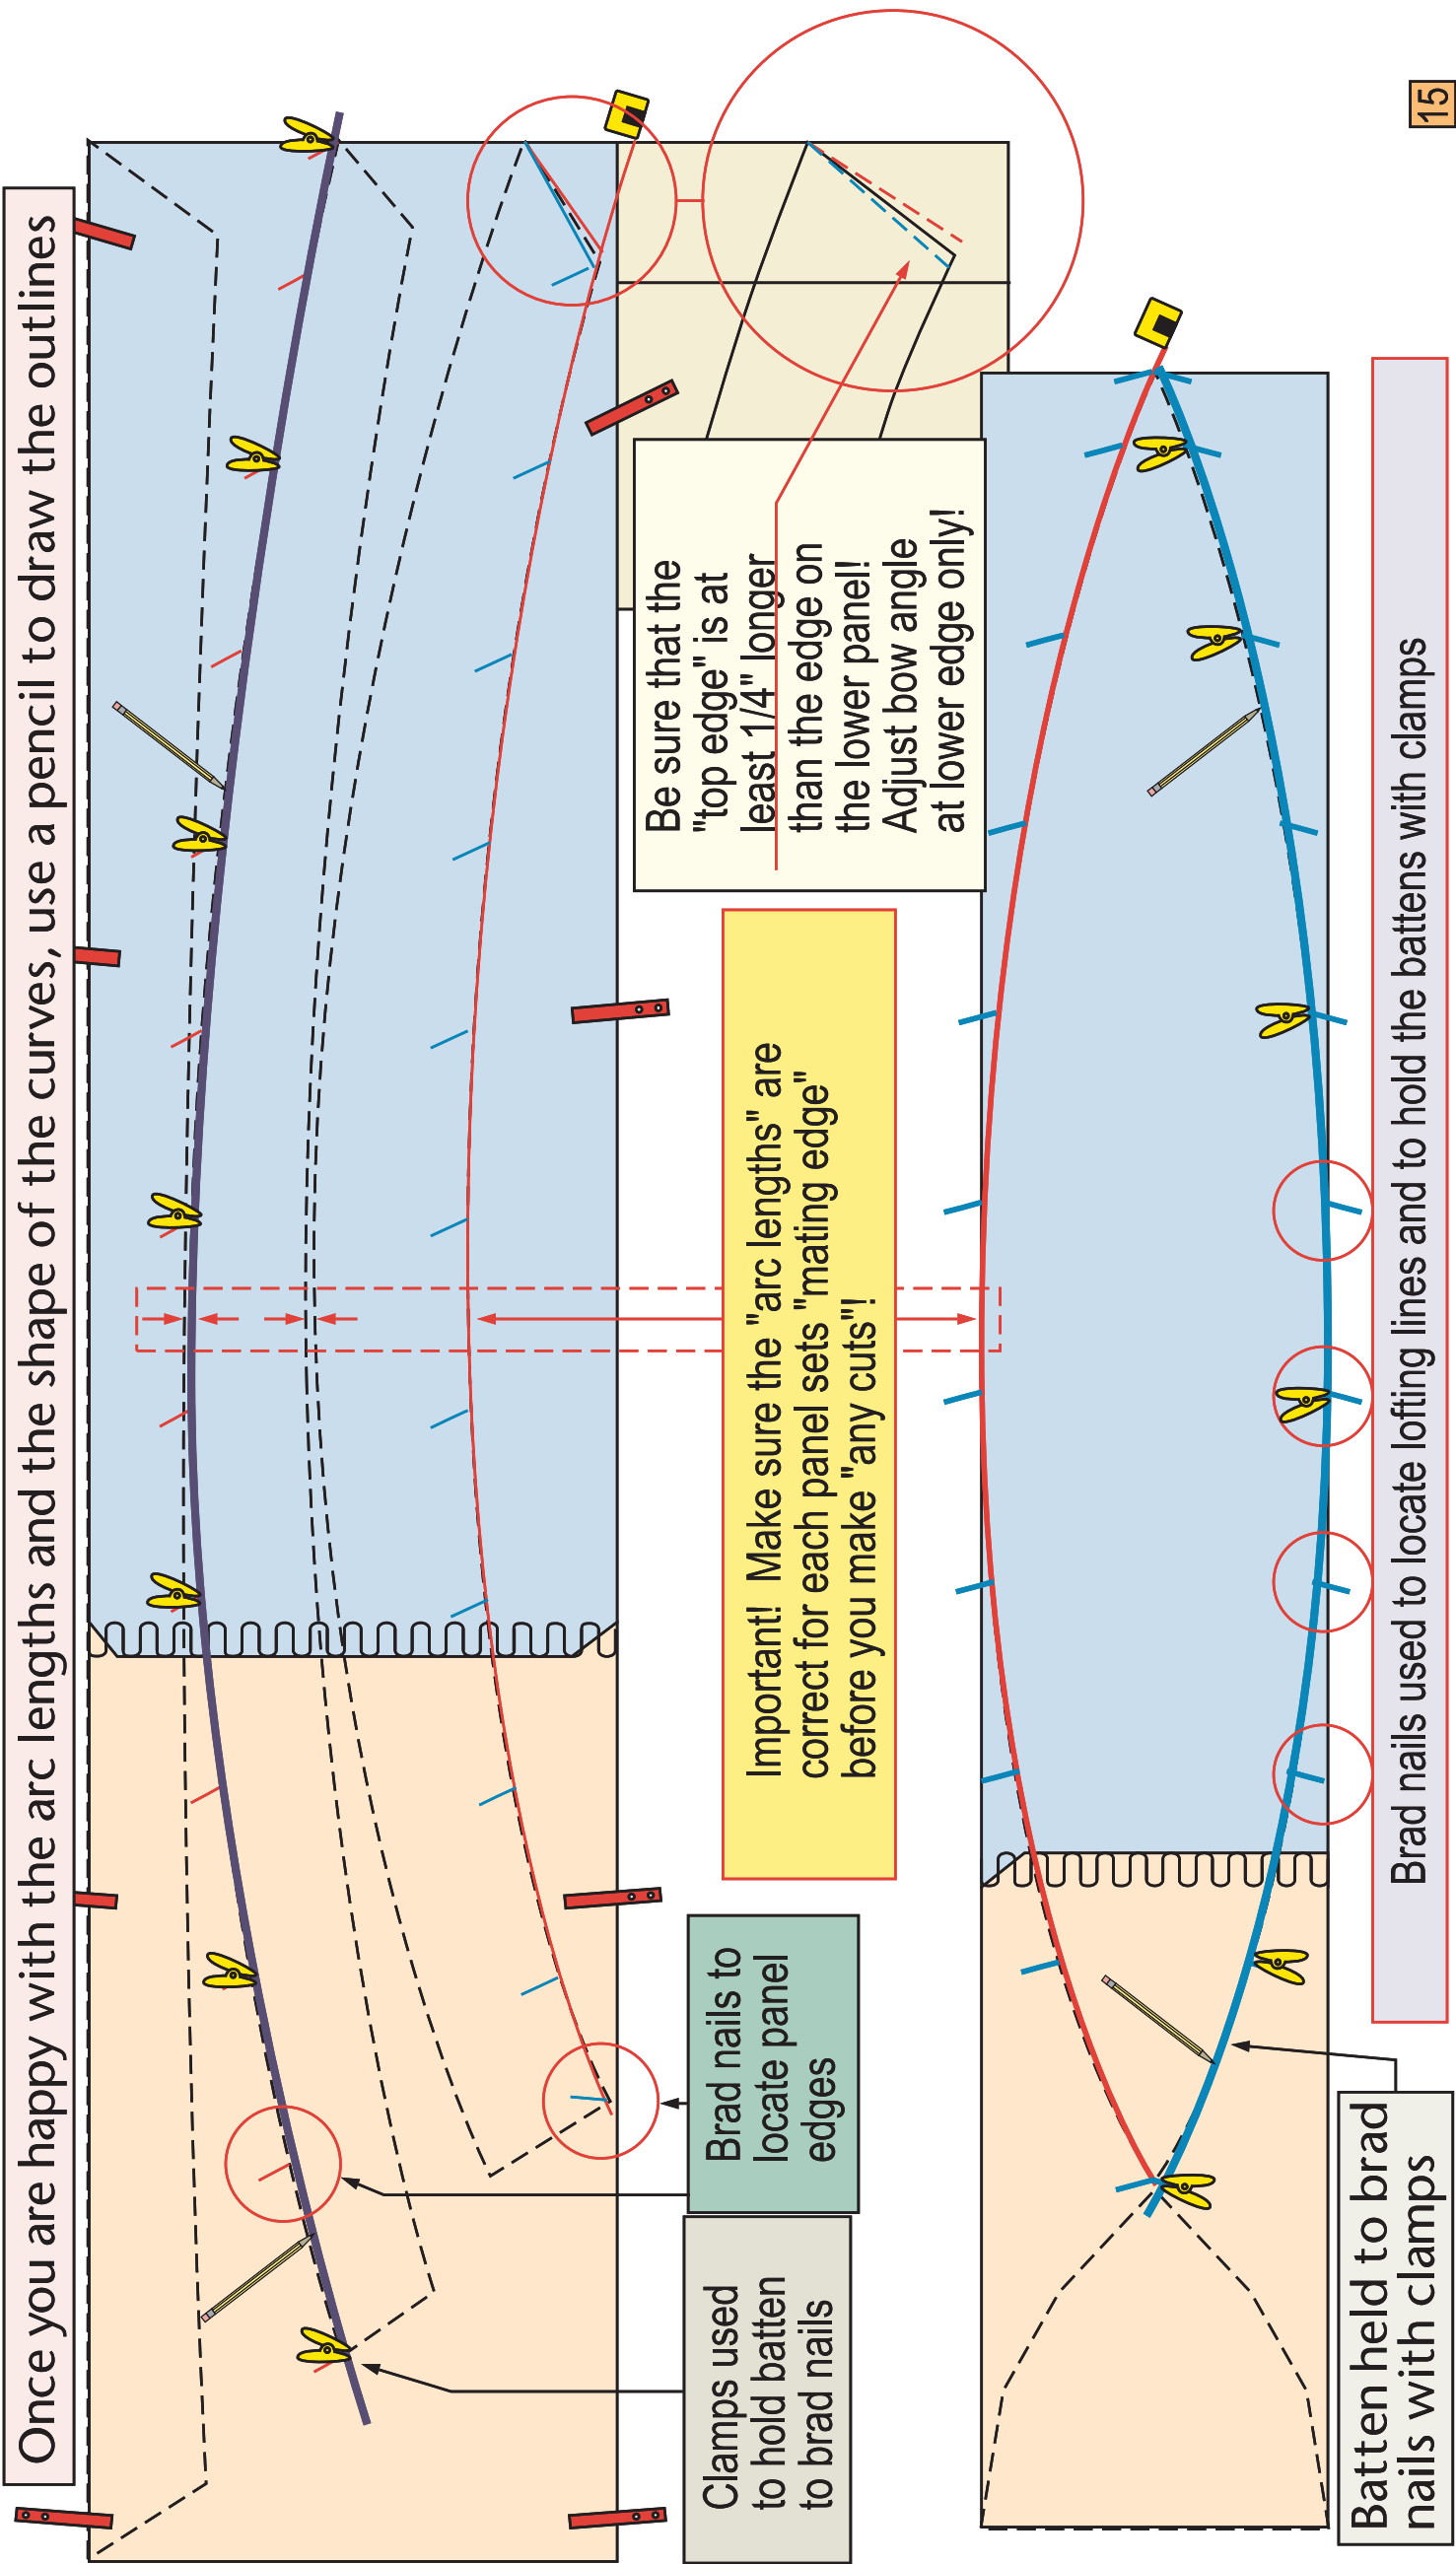 Once you are happy with the arc lengths and the shape of the curves, use a pencil to draw the outlines
Be sure that the
"top edge" is at
least 1/4" longer
than the edge on
the lower panel!
Adjust bow angle
at lower edge only!
Important!  Make sure the "arc lengths" are
correct for each panel sets "mating edge"
before you make "any cuts"!
Brad nails to
locate panel
edges
Clamps used
to hold batten
to brad nails
Batten held to brad
nails with clamps
Brad nails used to locate lofting lines and to hold the battens with clamps
15